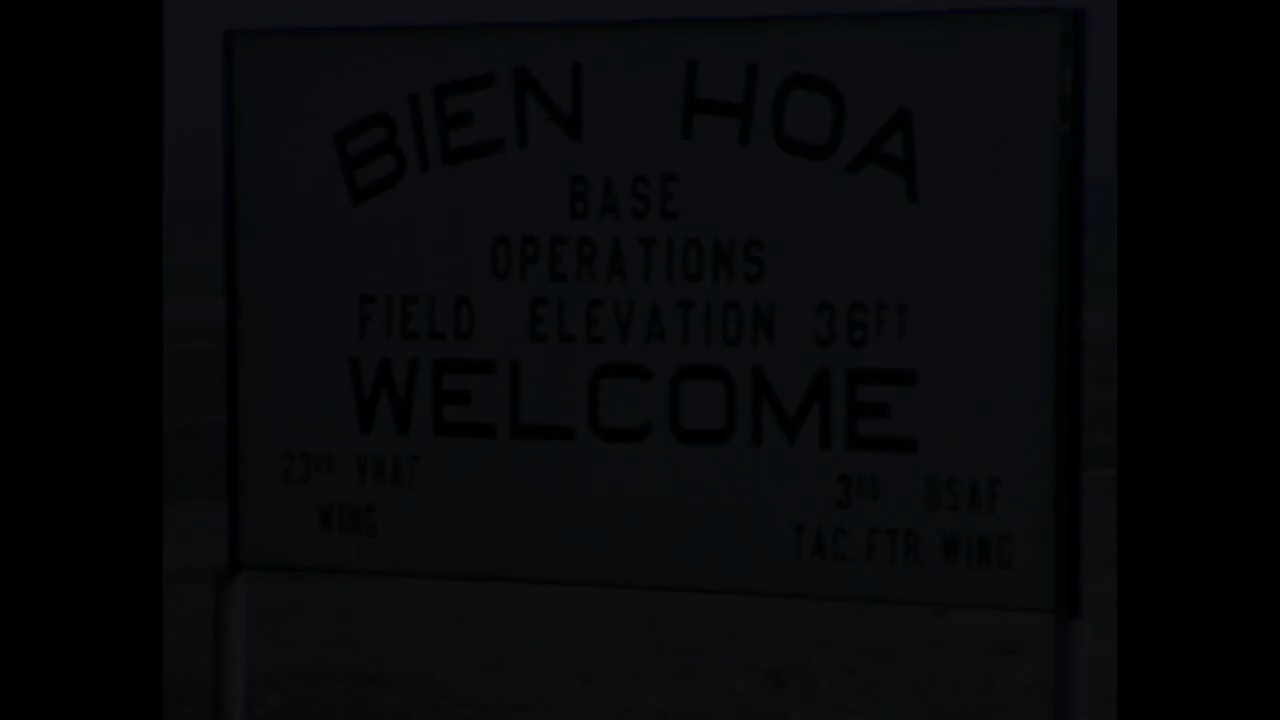 BIEN HOA
BASE
OPERATIONS
FIELD ELEVATION 36FT
WELCOME
23RD VNAF
WING
3RD USAF
TAC. FTR. WING